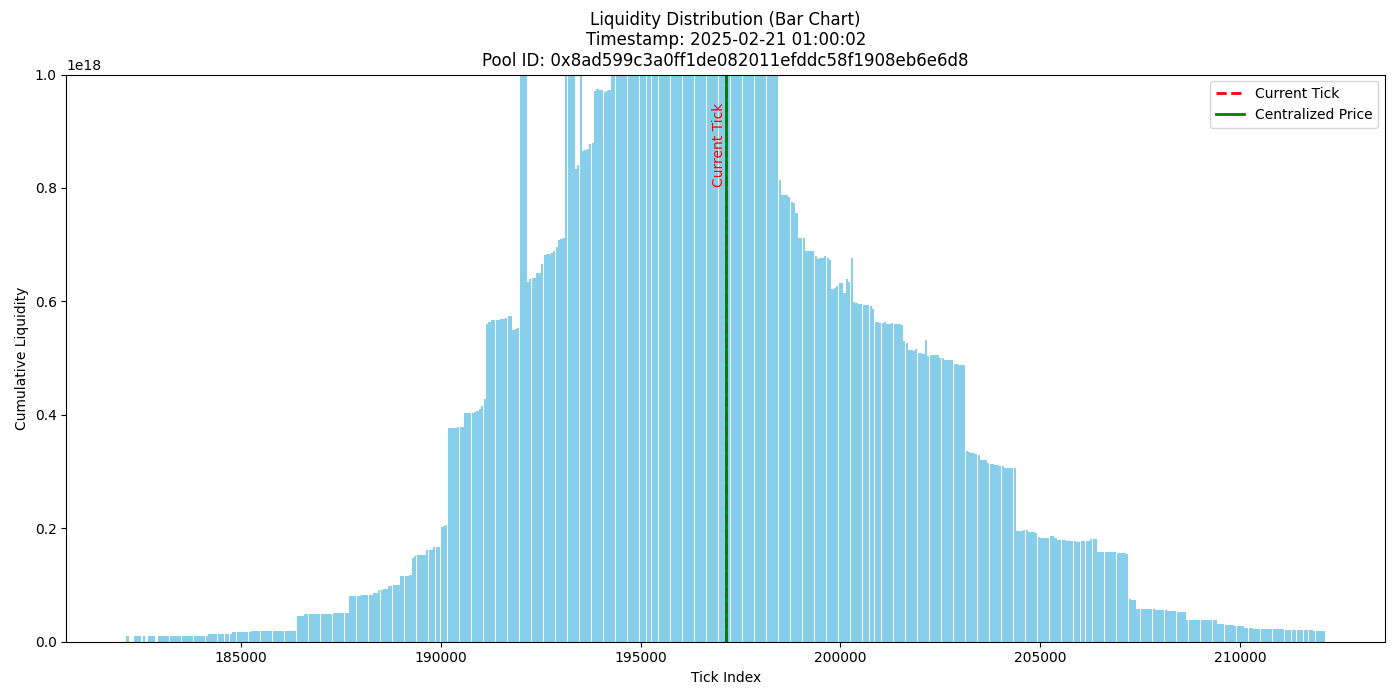 Liquidity Distribution (Bar Chart)
Timestamp: 2025-02-21 01:00:02
Pool ID: 0x8ad599c3a0ff1de082011efddc58f1908eb6e6d8
1e18
1.0
0.8
0.6
0.4
0.2
0.0
Cumulative Liquidity
Current Tick
Current Tick
Centralized Price
185000
190000
195000
200000
205000
210000
Tick Index